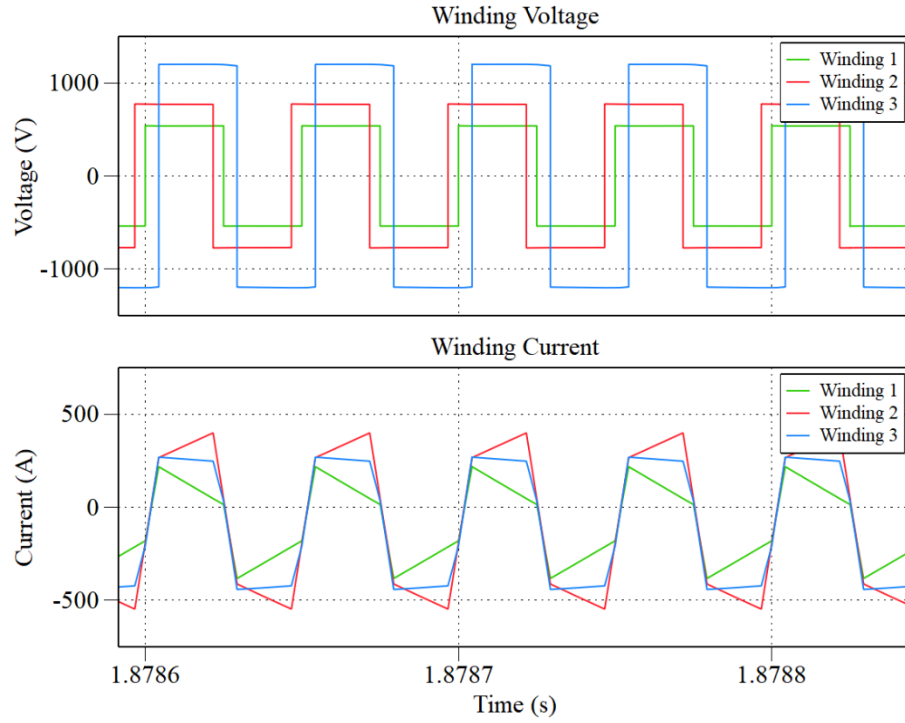 Winding Voltage
Voltage (V)
1000
0
-1000
Winding 1
Winding 2
Winding 3
Winding Current
Current (A)
500
0
-500
Winding 1
Winding 2
Winding 3
1.8786
1.8787
1.8788
Time (s)